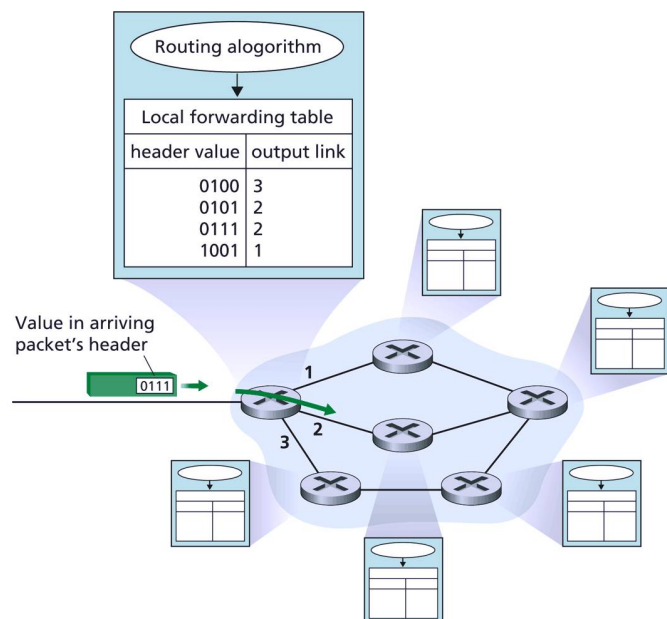 Routing alogorithm
Local forwarding table
header value output link
0100 3
0101 2
0111 2
1001 1
Value in arriving
packet's header
0111
1
2
3